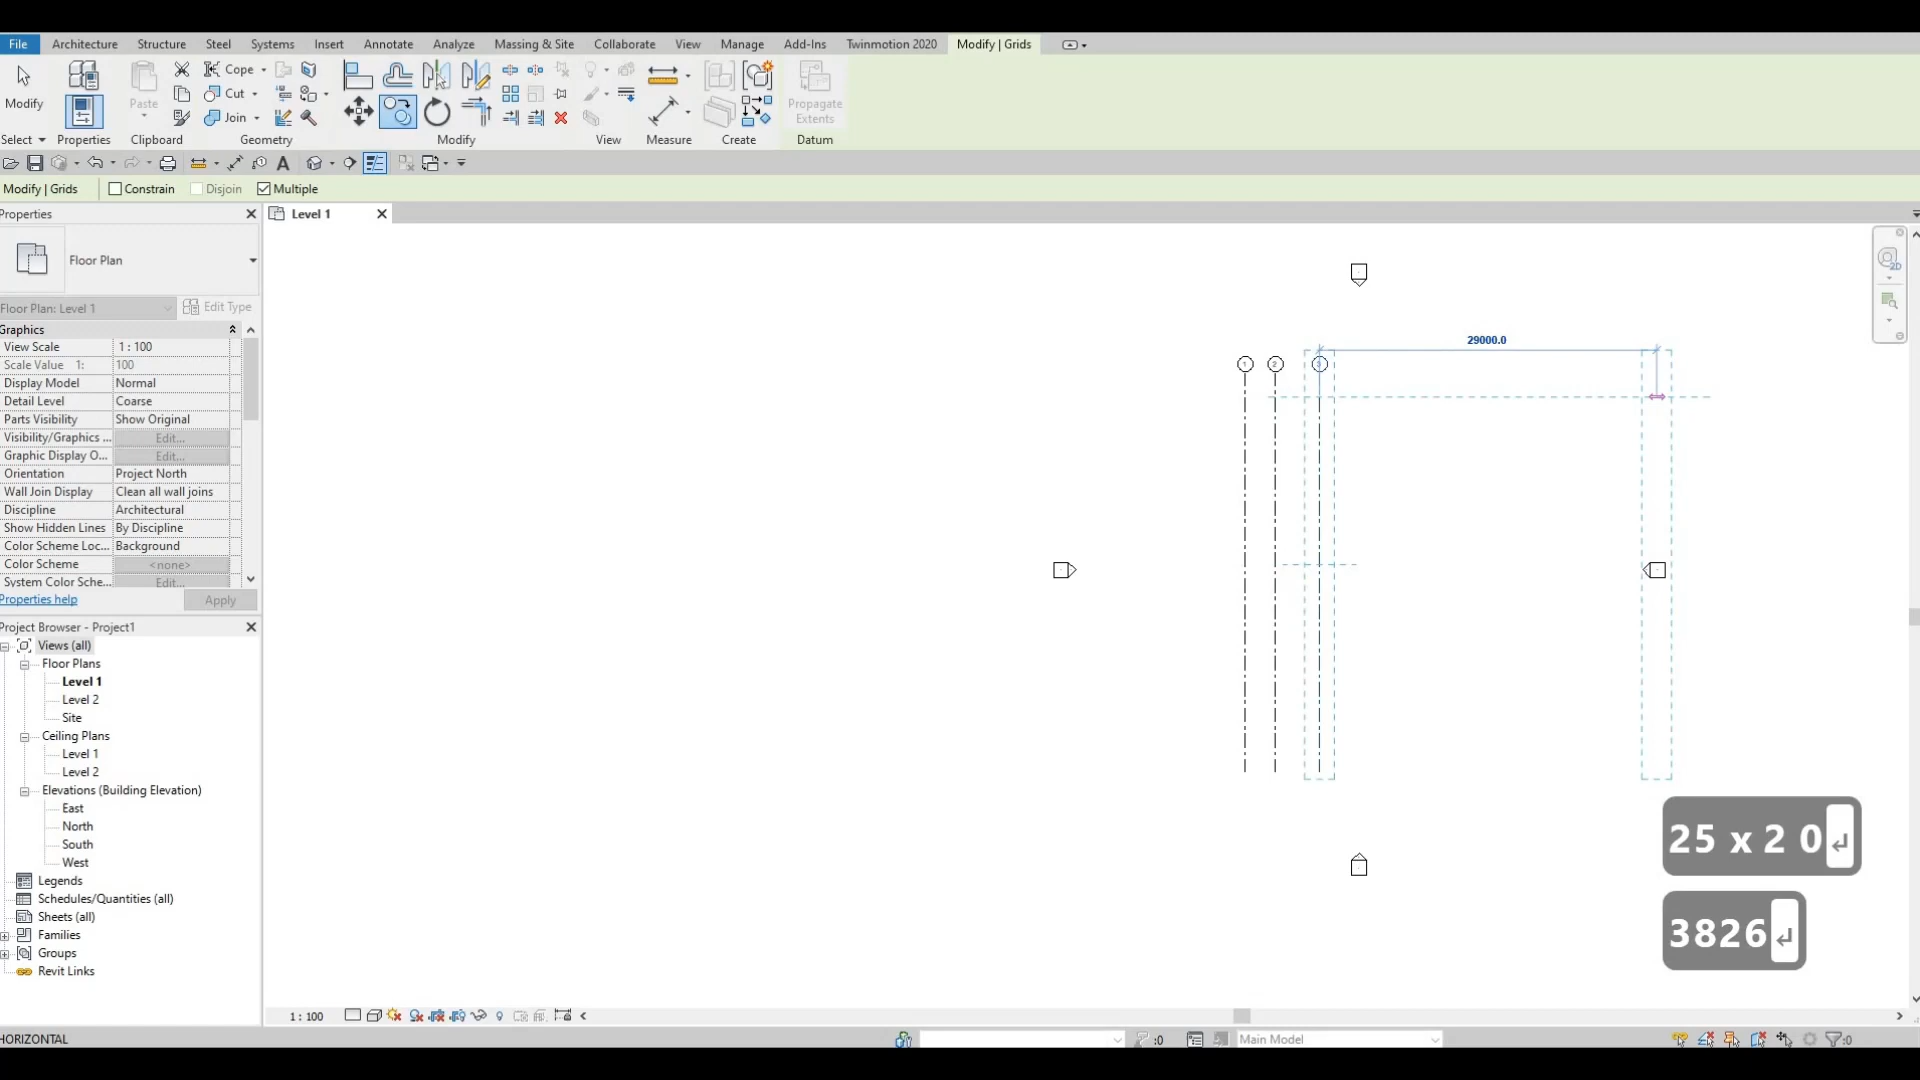 File Architecture Structure Steel Systems Insert Annotate Analyze Massing & Site Collaborate View Manage Add-Ins Twinmotion 2020 Modify | Grids
Cope
Modify Paste Cut Propagate Extents
Join
Select Properties Clipboard Geometry Modify View Measure Create Datum
A
Modify | Grids Constrain Disjoin Multiple
Properties
Level 1
Floor Plan
Floor Plan: Level 1 Edit Type
Graphics
View Scale 1 : 100
Scale Value 1: 100
Display Model Normal
Detail Level Coarse
Parts Visibility Show Original
Visibility/Graphics ... Edit...
Graphic Display O... Edit...
Orientation Project North
Wall Join Display Clean all wall joins
Discipline Architectural
Show Hidden Lines By Discipline
Color Scheme Loc... Background
Color Scheme <none>
System Color Sche... Edit...
Properties help Apply
Project Browser - Project1
Views (all)
Floor Plans
Level 1
Level 2
Site
Ceiling Plans
Level 1
Level 2
Elevations (Building Elevation)
East
North
South
West
Legends
Schedules/Quantities (all)
Sheets (all)
Families
Groups
Revit Links
2D
29000.0
1 2 3
25 x 2 0
3826
1 : 100
HORIZONTAL
:0
Main Model
:0